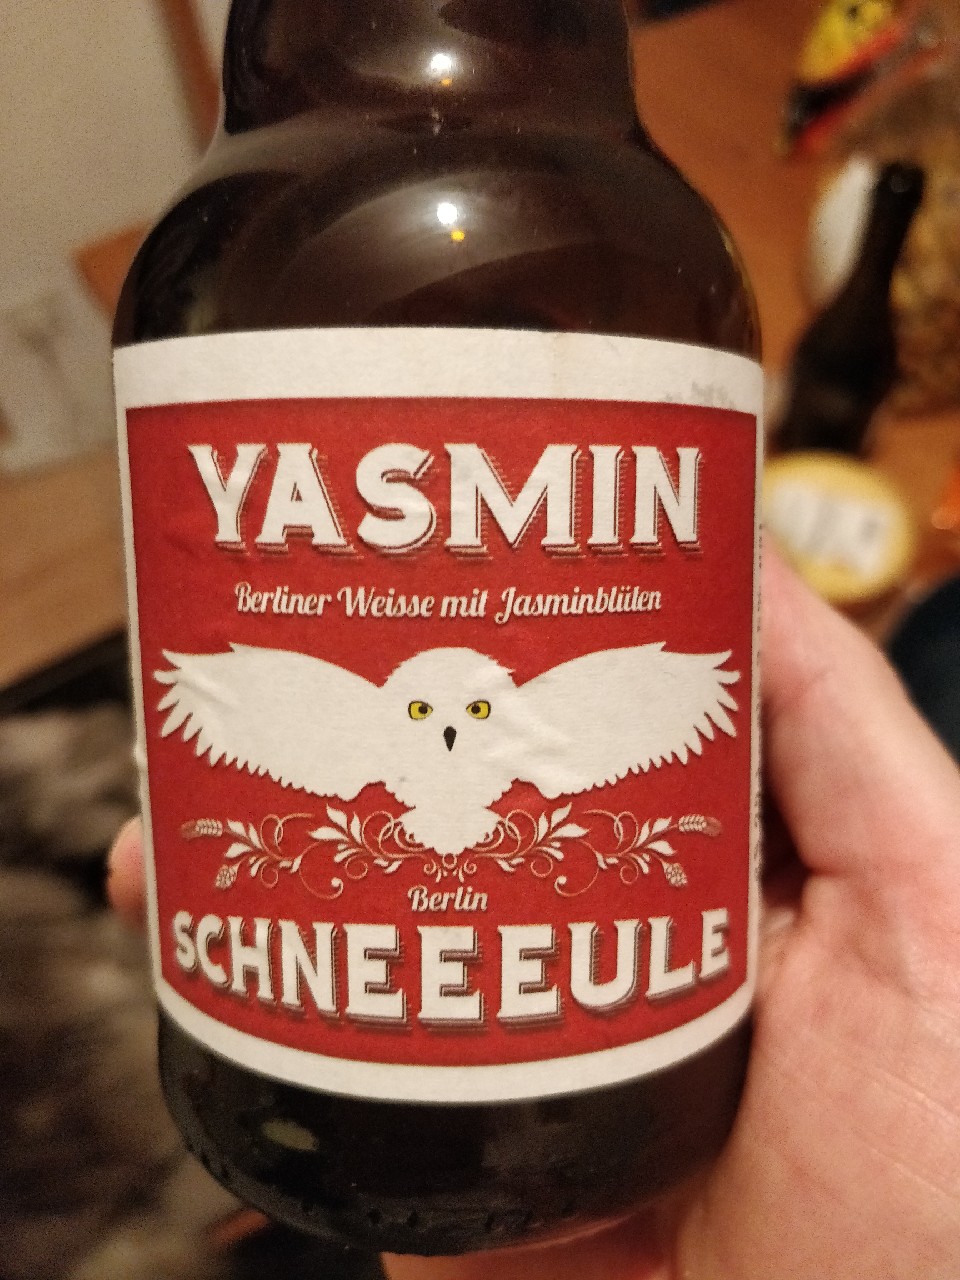 YASMIN
Berliner Weisse mit Jasminblüten
Berlin
SCHNEEEULE